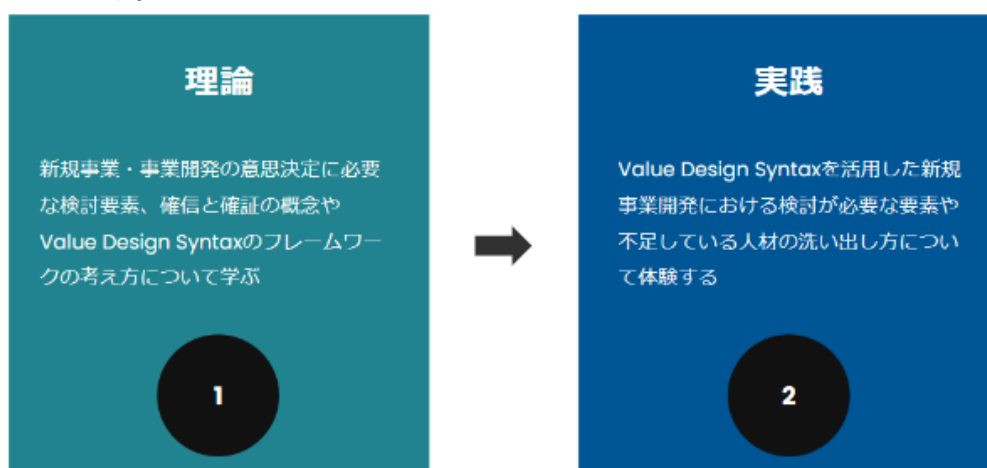 理論
新規事業・事業開発の意思決定に必要
な検討要素、確信と確証の概念や
Value Design Syntaxのフレームワー
クの考え方について学ぶ
1
実践
Value Design Syntaxを活用した新規
事業開発における検討が必要な要素や
不足している人材の洗い出し方につい
て体験する
2